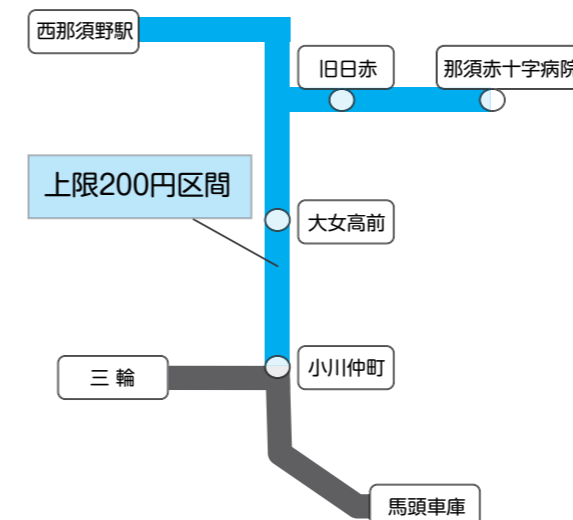 西那須野駅
旧日赤
那須赤十字病院
上限200円区間
大女高前
小川仲町
三輪
馬頭車庫